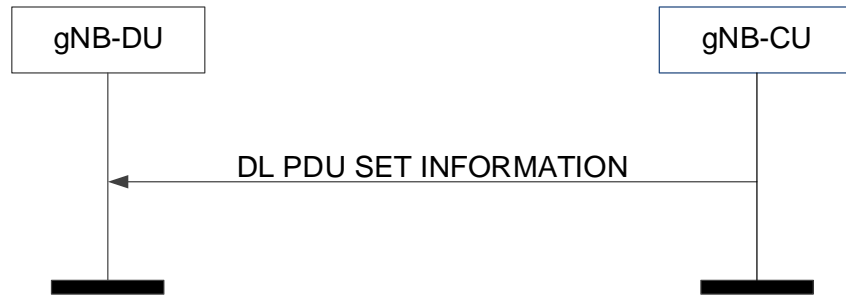 gNB-DU
gNB-CU
DL PDU SET INFORMATION